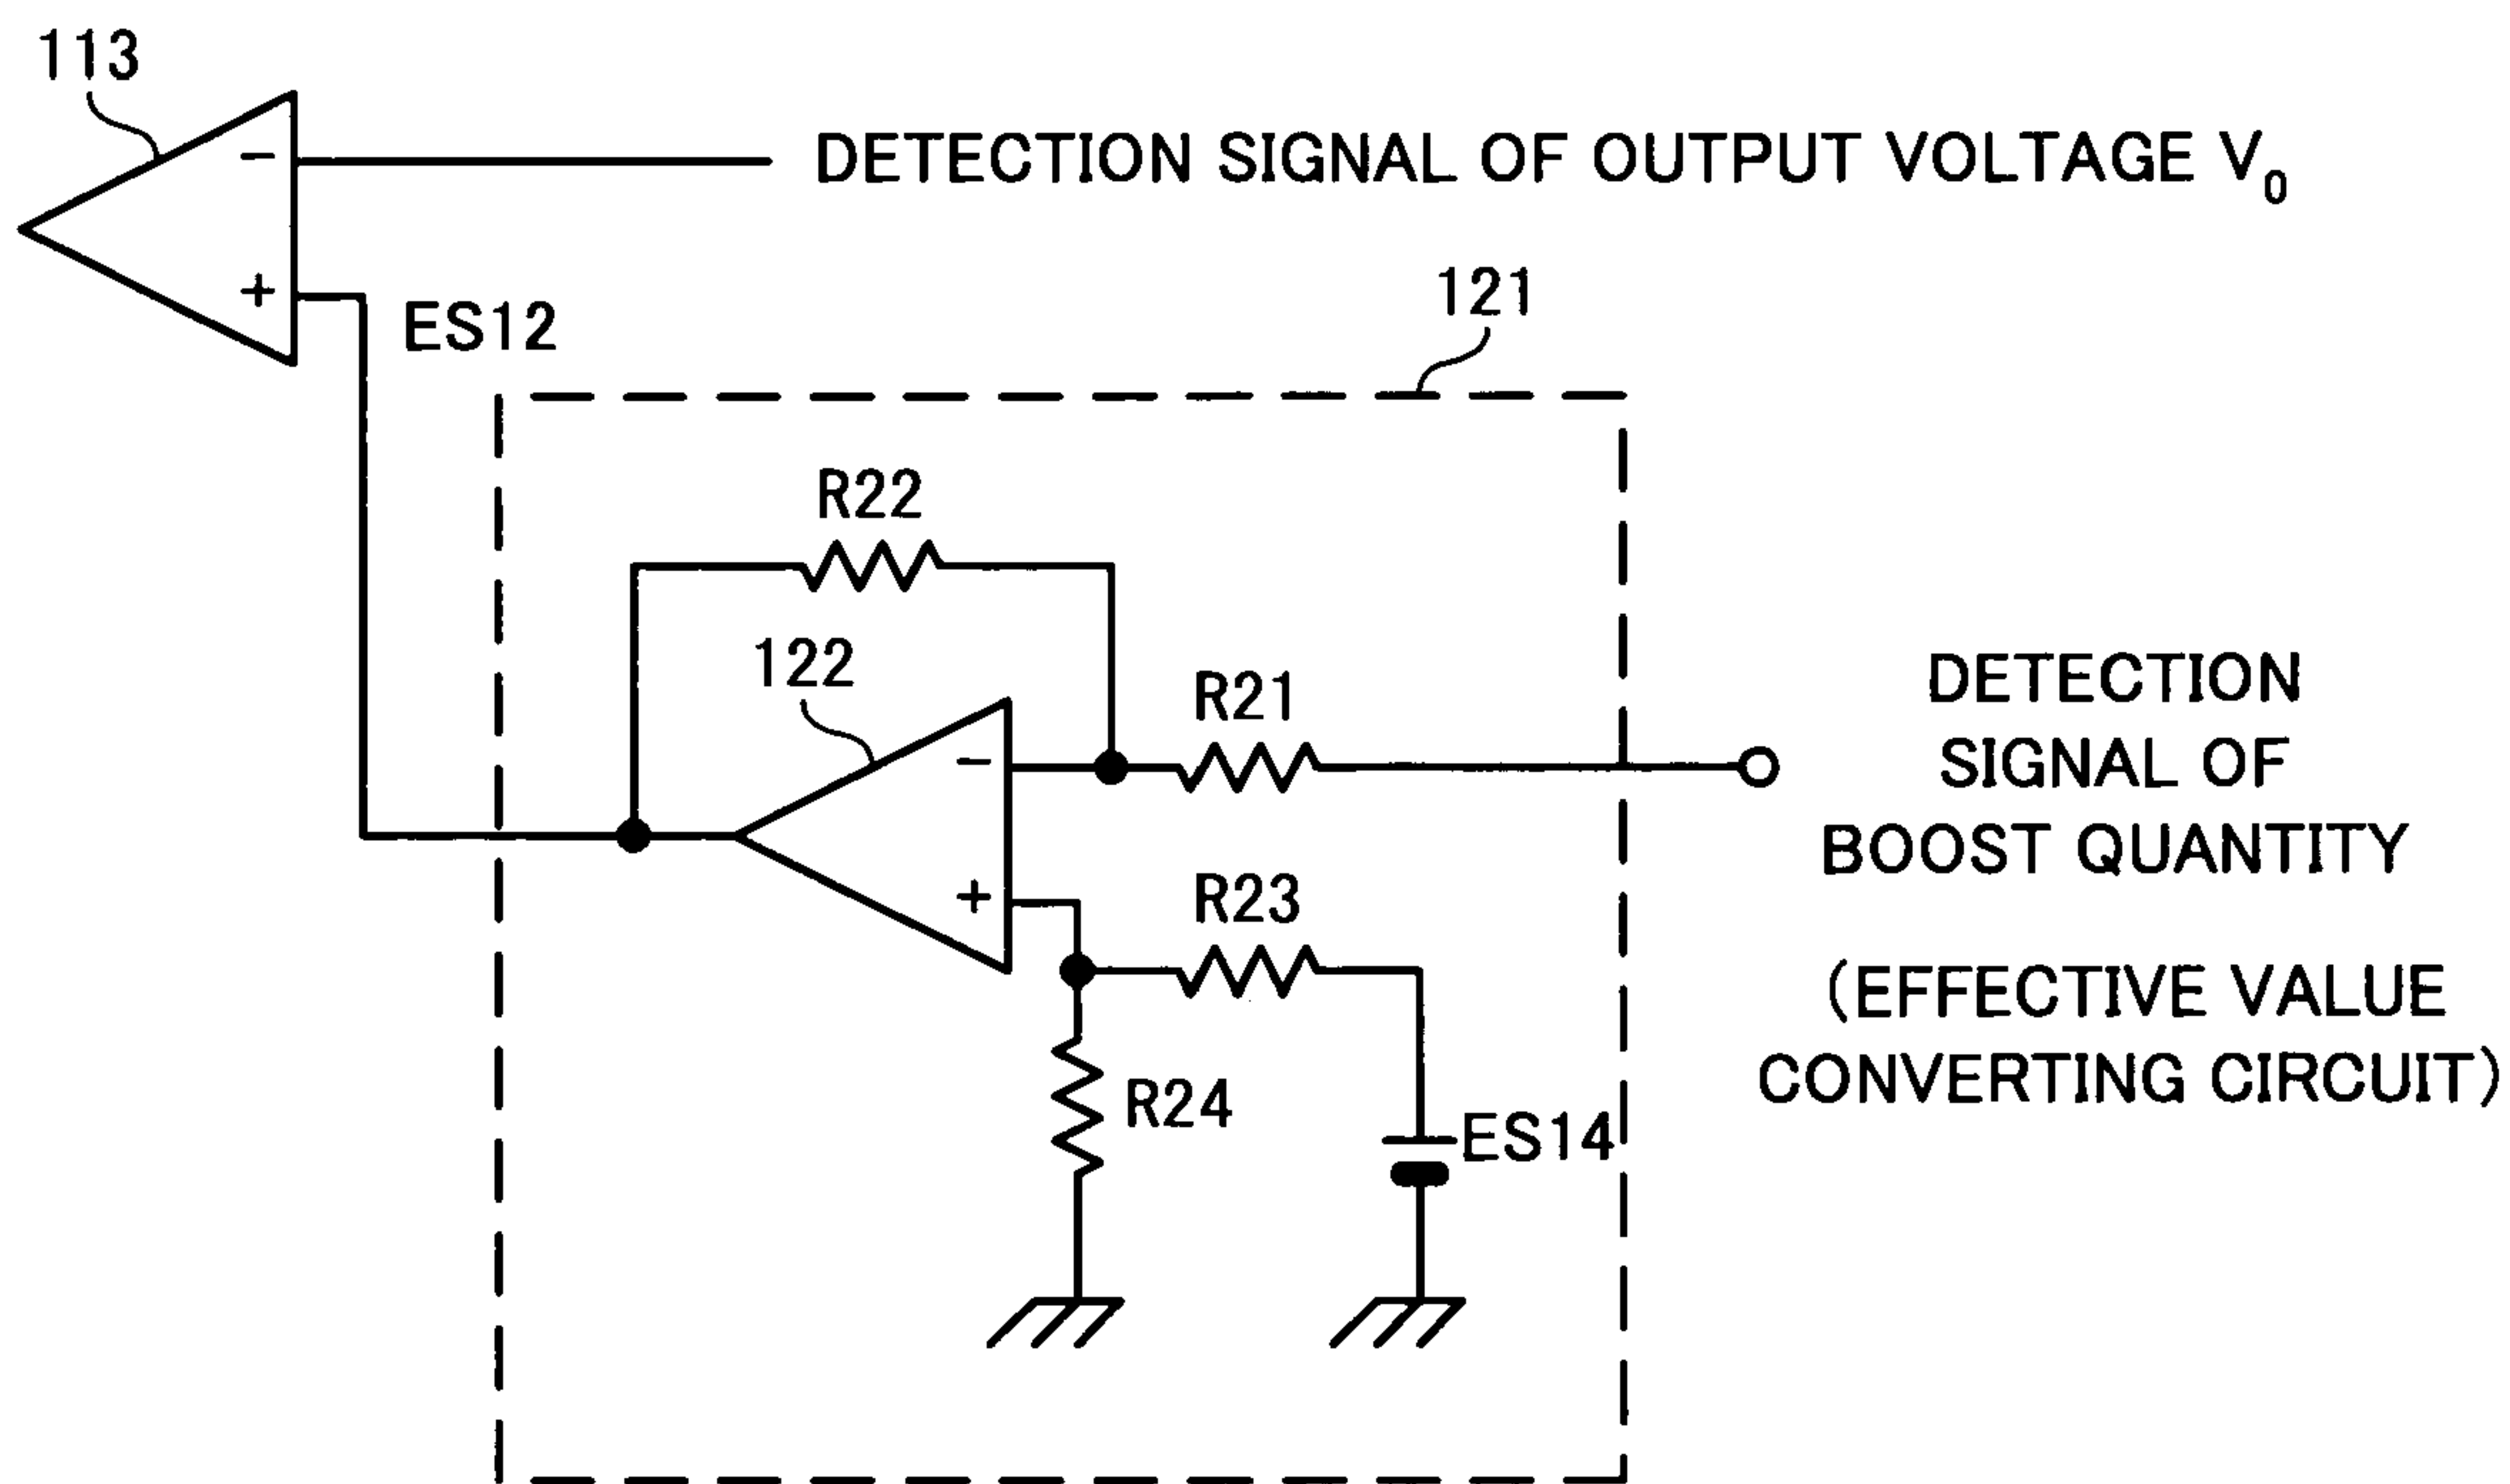 113
DETECTION SIGNAL OF OUTPUT VOLTAGE V0
−
+
ES12
121
R22
122
R21
−
DETECTION
SIGNAL OF
BOOST QUANTITY
+
R23
(EFFECTIVE VALUE
CONVERTING CIRCUIT)
R24
ES14